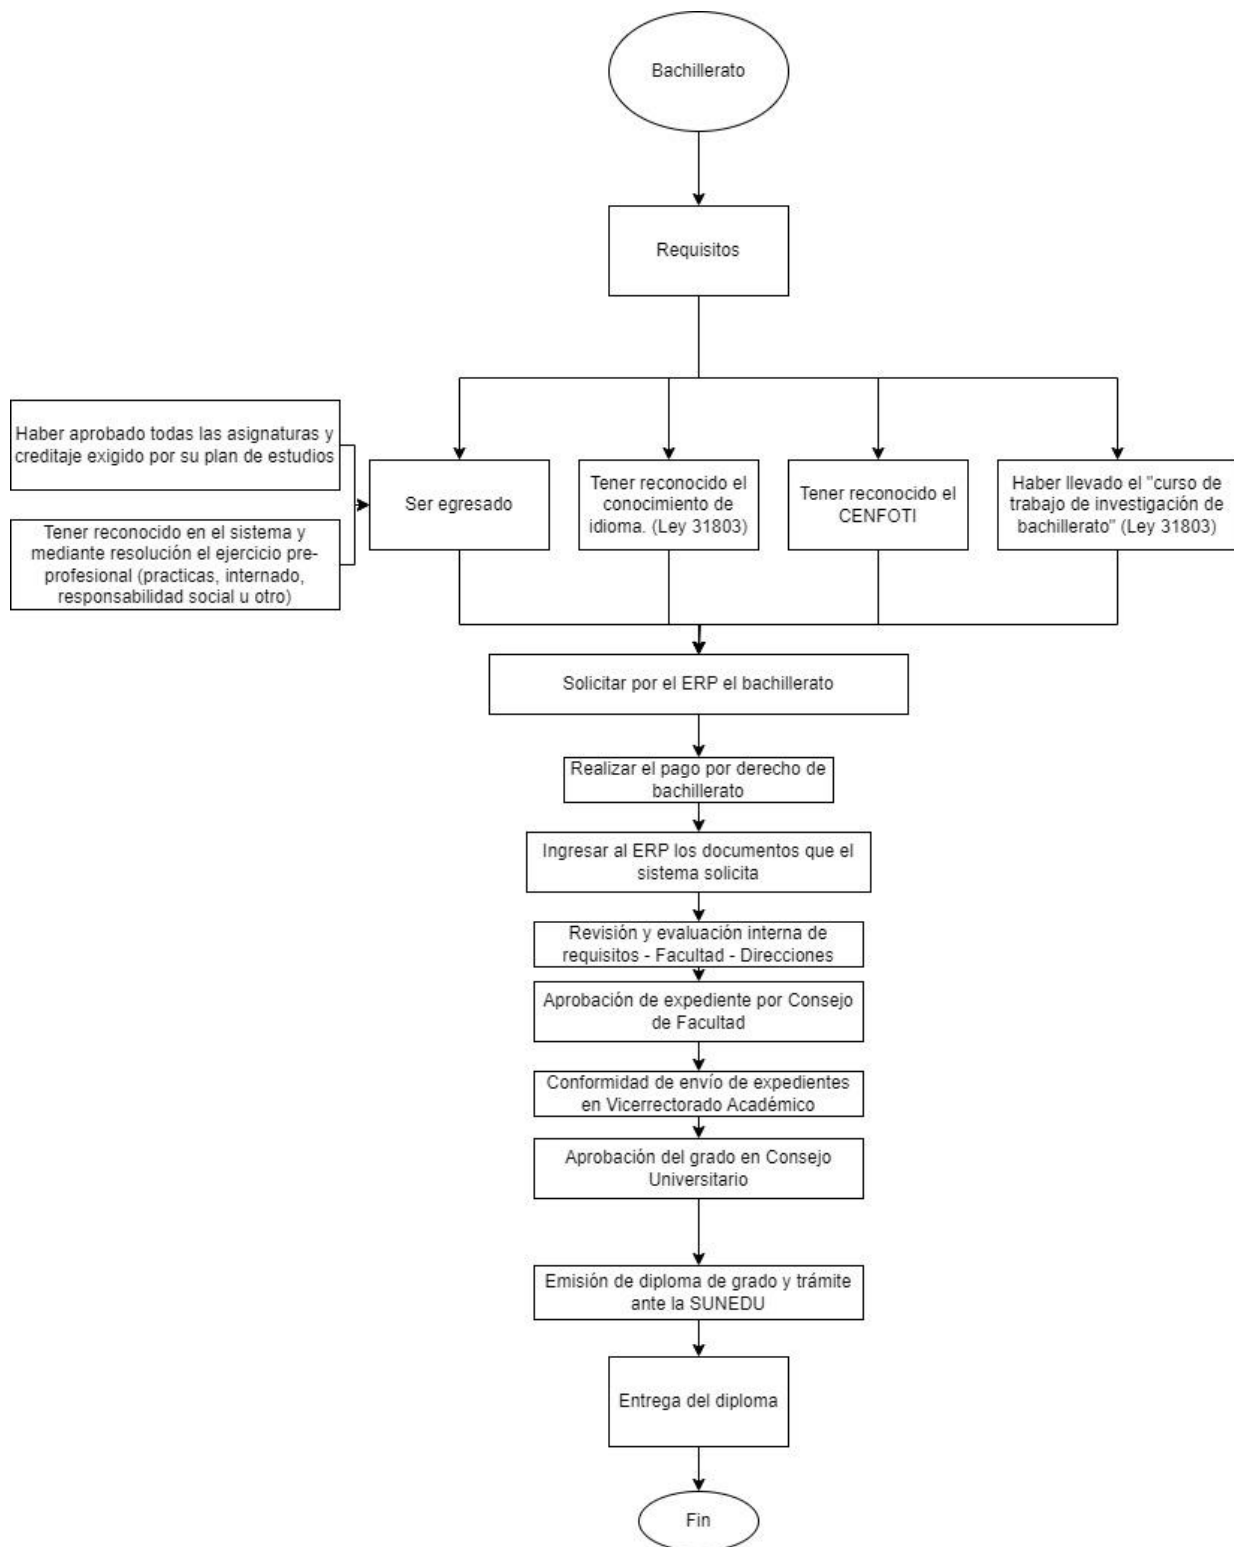 Bachillerato
Requisitos
Haber aprobado todas las asignaturas y
creditaje exigido por su plan de estudios
Tener reconocido en el sistema y
mediante resolución el ejercicio pre-
profesional (practicas, internado,
responsabilidad social u otro)
Ser egresado
Tener reconocido el
conocimiento de
idioma. (Ley 31803)
Tener reconocido el
CENFOTI
Haber llevado el "curso de
trabajo de investigación de
bachillerato" (Ley 31803)
Solicitar por el ERP el bachillerato
Realizar el pago por derecho de
bachillerato
Ingresar al ERP los documentos que el
sistema solicita
Revisión y evaluación interna de
requisitos - Facultad - Direcciones
Aprobación de expediente por Consejo
de Facultad
Conformidad de envío de expedientes
en Vicerrectorado Académico
Aprobación del grado en Consejo
Universitario
Emisión de diploma de grado y trámite
ante la SUNEDU
Entrega del diploma
Fin